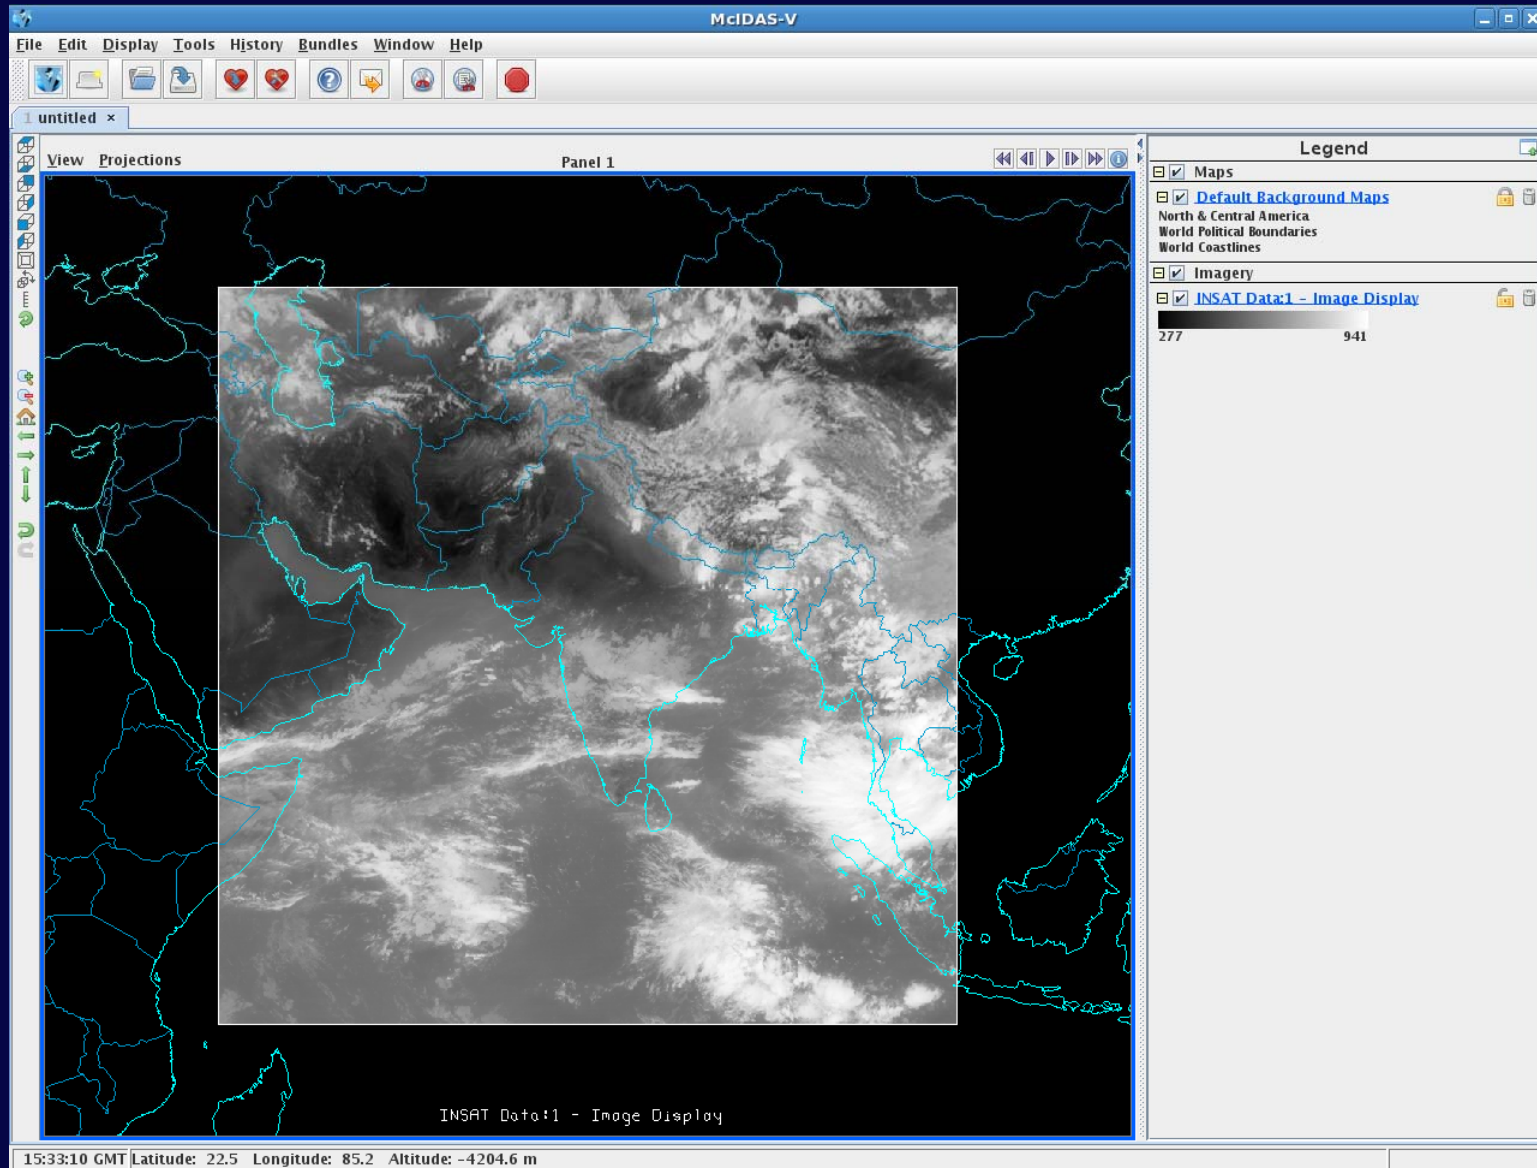 McIDAS-V
File Edit Display Tools History Bundles Window Help
1 untitled ×
View Projections
Panel 1
Legend
Maps
Default Background Maps
North & Central America
World Political Boundaries
World Coastlines
Imagery
INSAT Data:1 - Image Display
277 941
INSAT Data:1 - Image Display
15:33:10 GMT Latitude: 22.5 Longitude: 85.2 Altitude: -4204.6 m